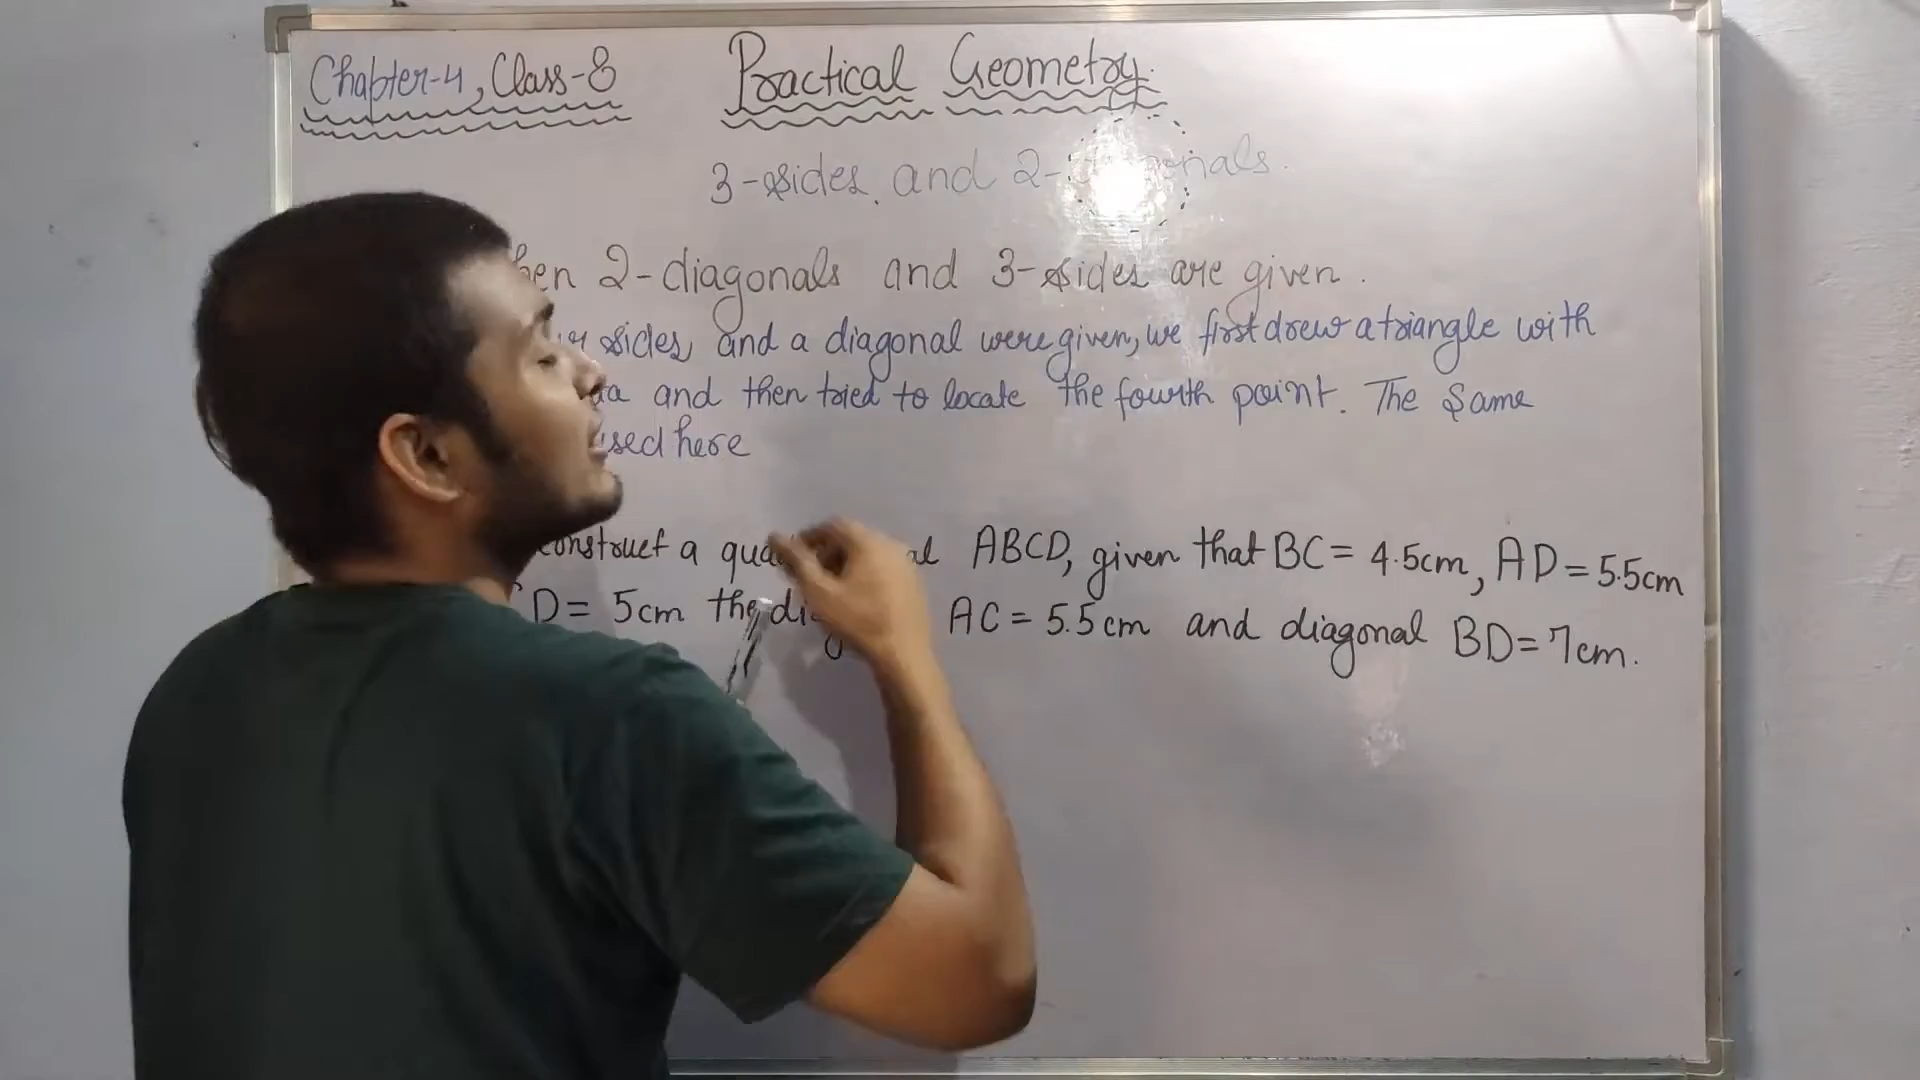 Chapter-4, Class-8
Practical Geometry.
3-sides, and 2-
2-diagonals and 3-sides are given.
sides and a diagonal were given, we first drew a triangle with
and then tried to locate the fourth point. The Same
here
construct a ABCD, given that BC = 4.5cm, AD = 5.5cm
D = 5cm the AC = 5.5cm and diagonal BD = 7cm.